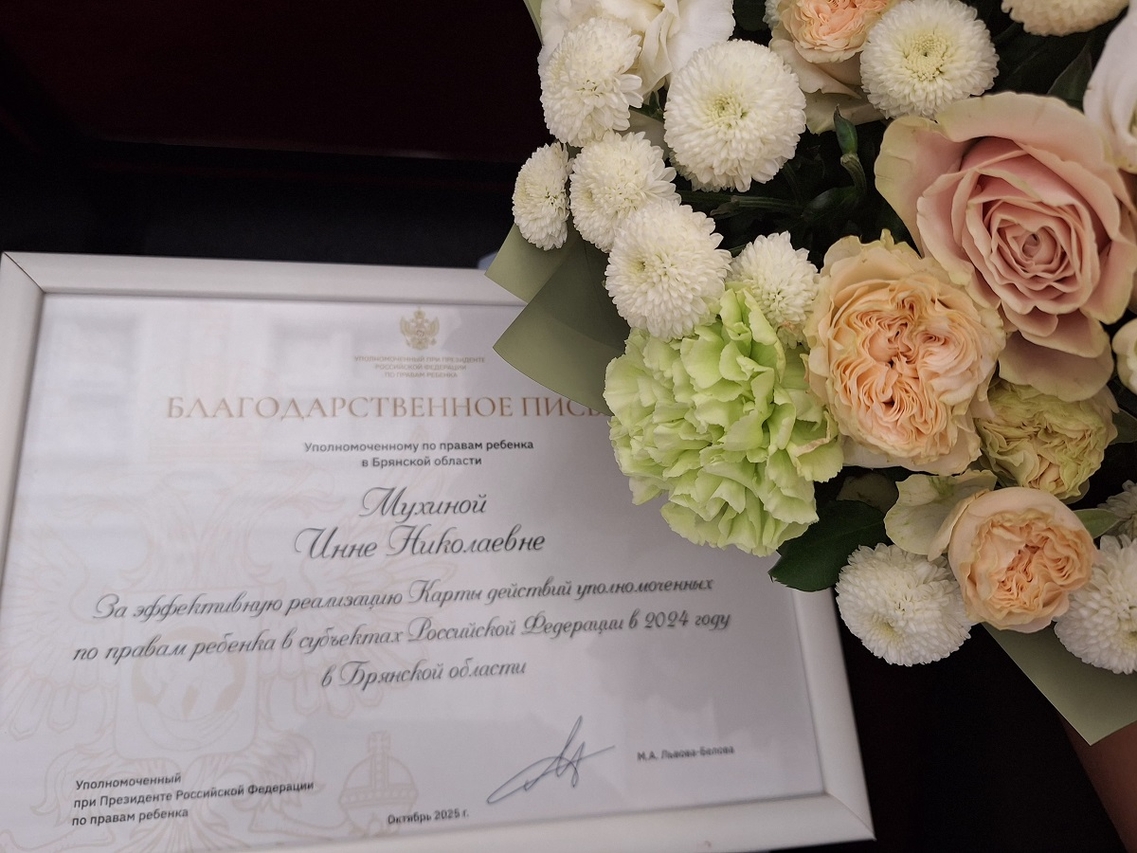 УПОЛНОМОЧЕННЫЙ ПРИ ПРЕЗИДЕНТЕ
РОССИЙСКОЙ ФЕДЕРАЦИИ
ПО ПРАВАМ РЕБЕНКА
БЛАГОДАРСТВЕННОЕ ПИСЬ
Уполномоченному по правам ребенка
в Брянской области
Мухиной
Инне Николаевне
За эффективную реализацию Карты действий уполномоченных
по правам ребенка в субъектах Российской Федерации в 2024 году
в Брянской области
Уполномоченный
при Президенте Российской Федерации
по правам ребенка
Октябрь 2025 г.
М.А. Львова-Белова